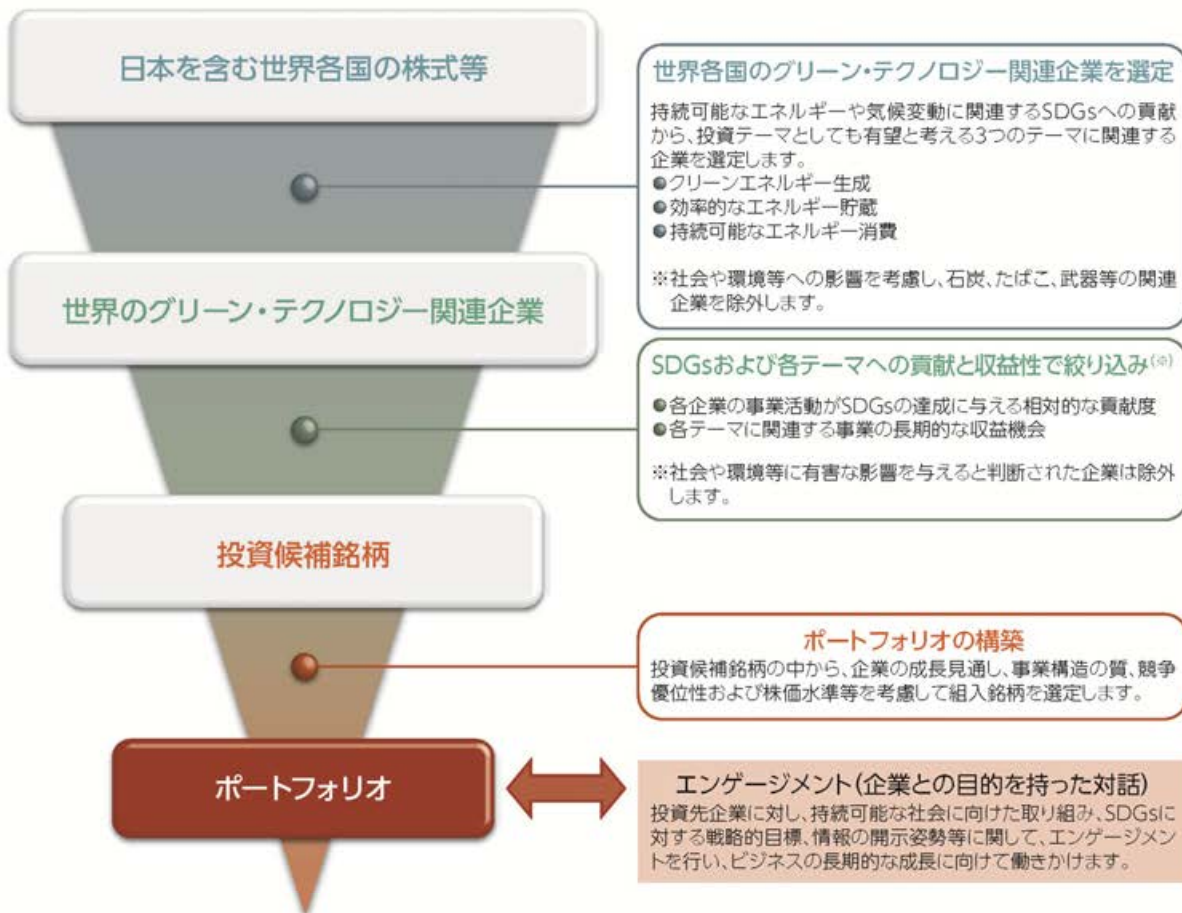 日本を含む世界各国の株式等
世界各国のグリーン・テクノロジー関連企業を選定
持続可能なエネルギーや気候変動に関連するSDGsへの貢献
から、投資テーマとしても有望と考える3つのテーマに関連する
企業を選定します。
●クリーンエネルギー生成
●効率的なエネルギー貯蔵
●持続可能なエネルギー消費
※社会や環境等への影響を考慮し、石炭、たばこ、武器等の関連
企業を除外します。
世界のグリーン・テクノロジー関連企業
SDGsおよび各テーマへの貢献と収益性で絞り込み(※)
●各企業の事業活動がSDGsの達成に与える相対的な貢献度
●各テーマに関連する事業の長期的な収益機会
※社会や環境等に有害な影響を与えると判断された企業は除外
します。
投資候補銘柄
ポートフォリオの構築
投資候補銘柄の中から、企業の成長見通し、事業構造の質、競争
優位性および株価水準等を考慮して組入銘柄を選定します。
ポートフォリオ
エンゲージメント(企業との目的を持った対話)
投資先企業に対し、持続可能な社会に向けた取り組み、SDGsに
対する戦略的目標、情報の開示姿勢等に関して、エンゲージメン
トを行い、ビジネスの長期的な成長に向けて働きかけます。